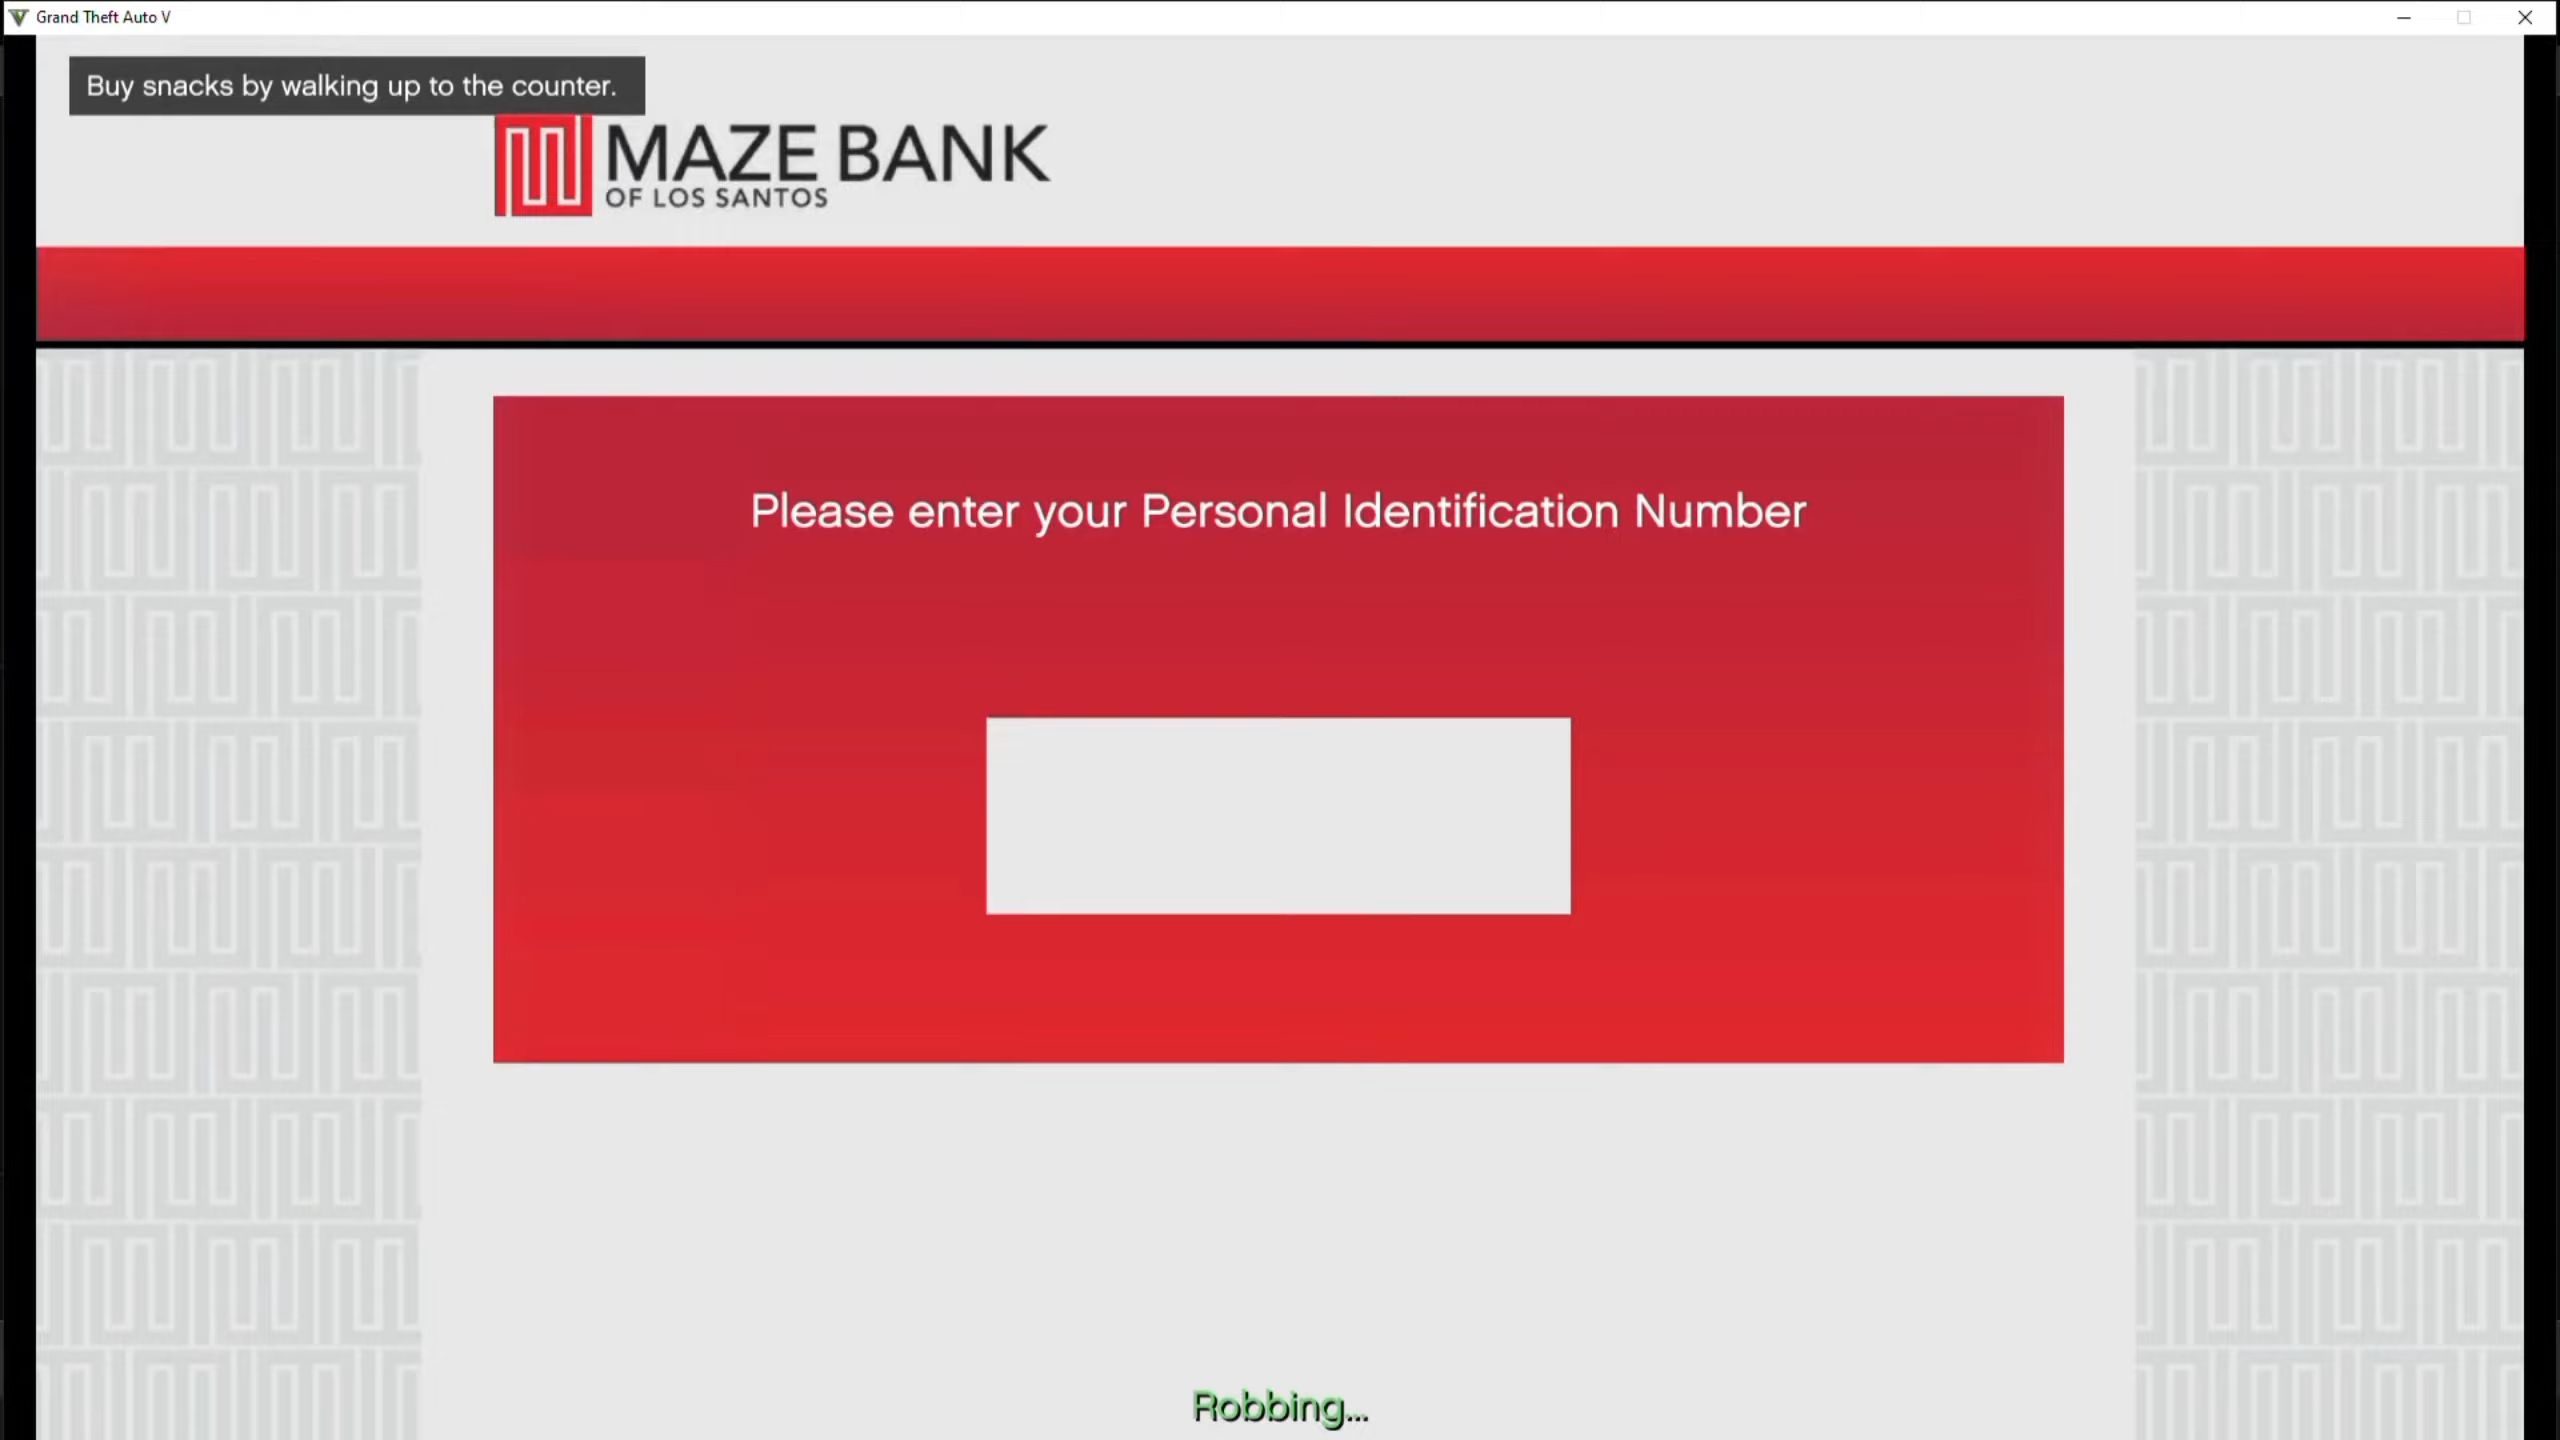 Grand Theft Auto V
Buy snacks by walking up to the counter.
MAZE BANK
OF LOS SANTOS
Please enter your Personal Identification Number
Robbing...